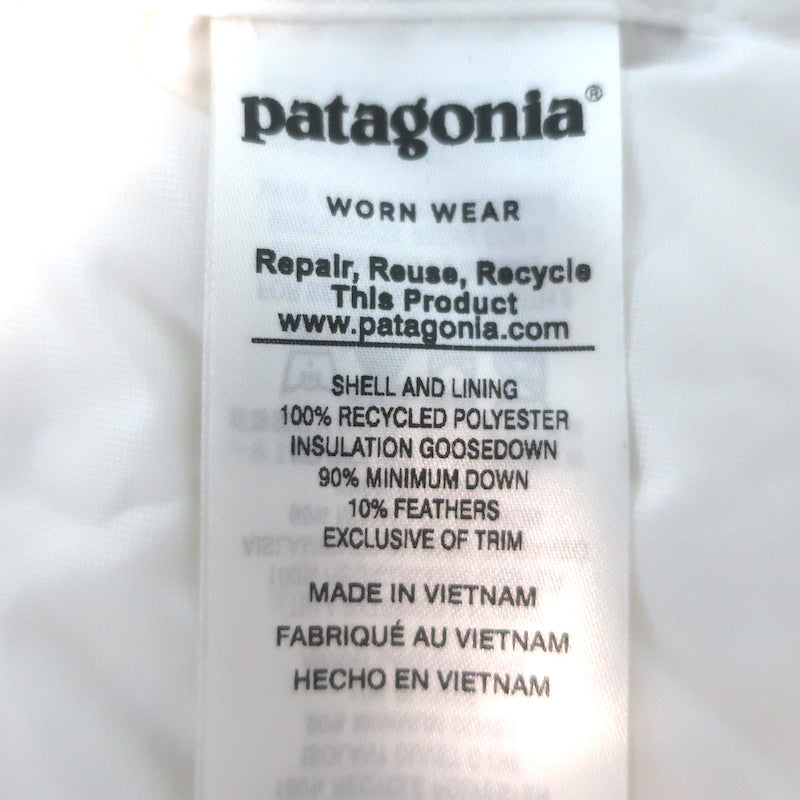 patagonia®
WORN WEAR
Repair, Reuse, Recycle
This Product
www.patagonia.com
SHELL AND LINING
100% RECYCLED POLYESTER
INSULATION GOOSEDOWN
90% MINIMUM DOWN
10% FEATHERS
EXCLUSIVE OF TRIM
MADE IN VIETNAM
FABRIQUÉ AU VIETNAM
HECHO EN VIETNAM